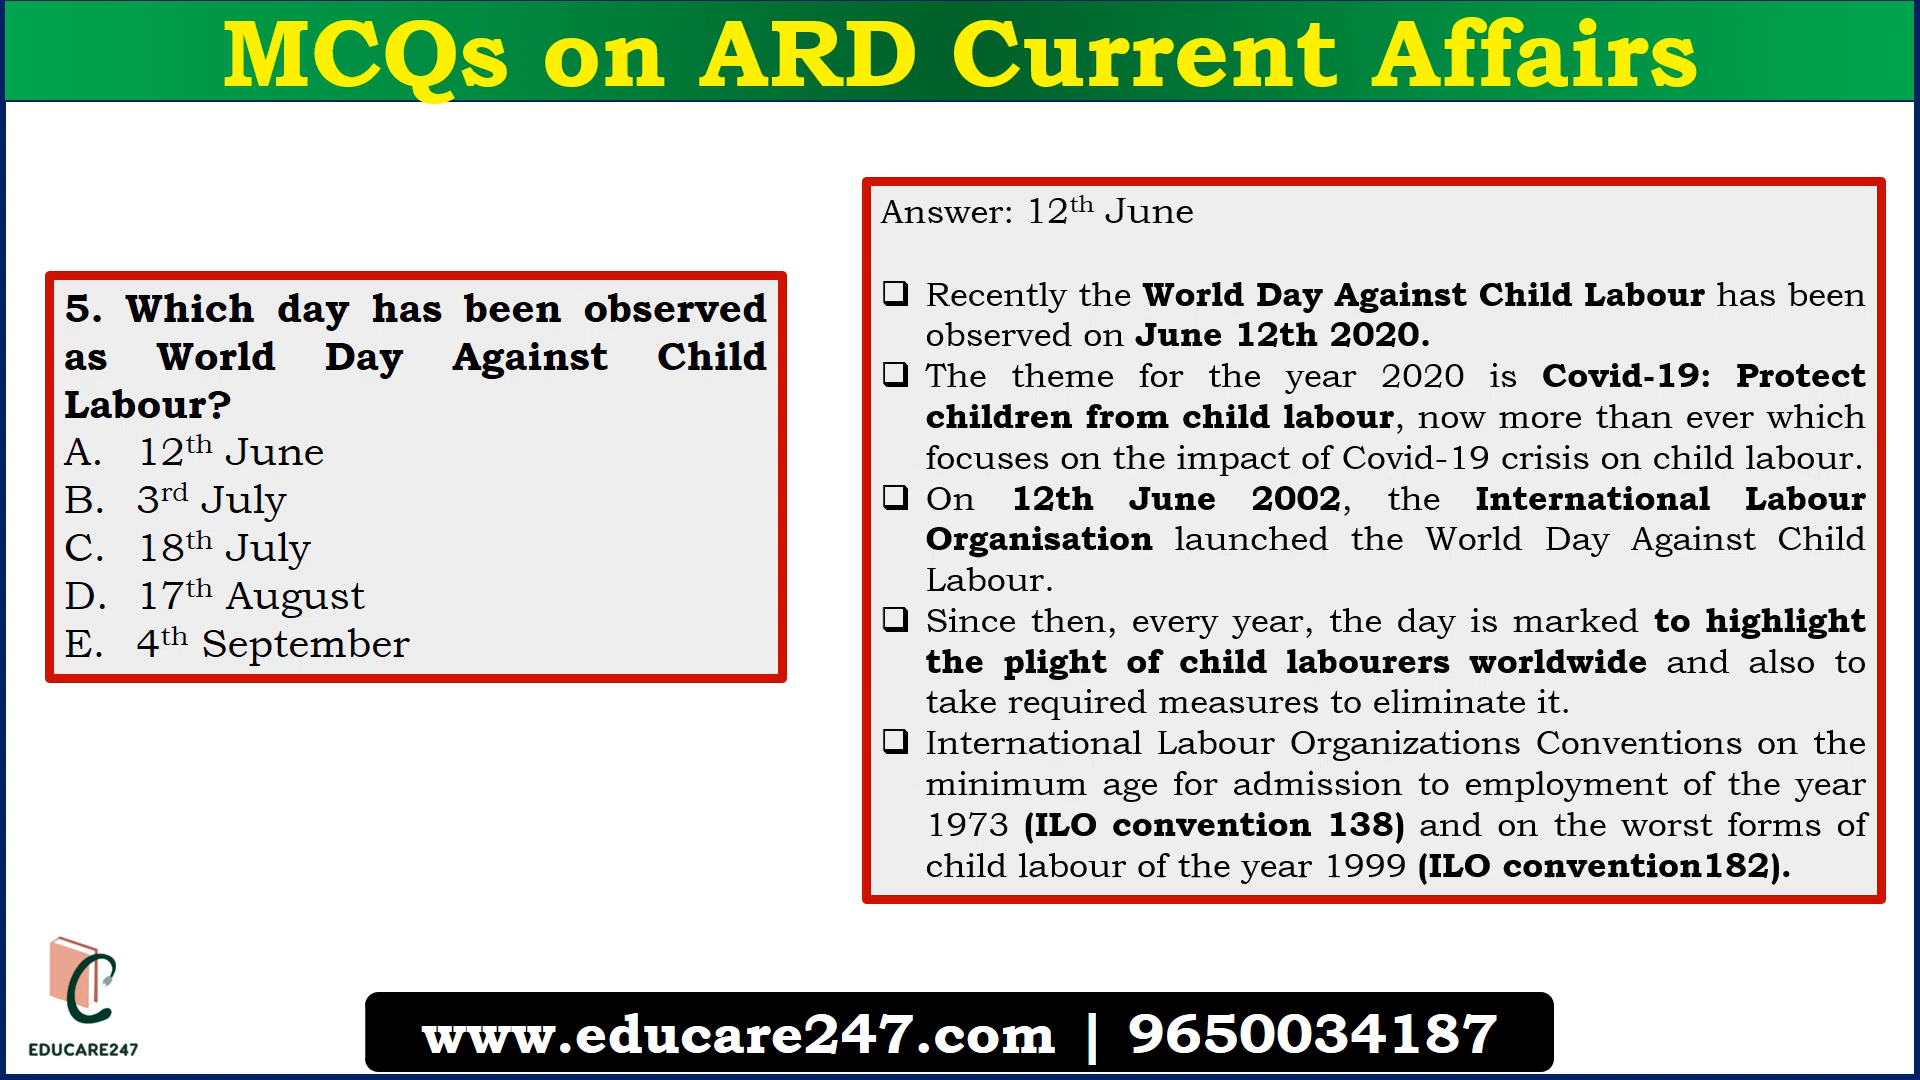 MCQs on ARD Current Affairs
5. Which day has been observed
as World Day Against Child
Labour?
A. 12th June
B. 3rd July
C. 18th July
D. 17th August
E. 4th September
Answer: 12th June
❑ Recently the World Day Against Child Labour has been
observed on June 12th 2020.
❑ The theme for the year 2020 is Covid-19: Protect
children from child labour, now more than ever which
focuses on the impact of Covid-19 crisis on child labour.
❑ On 12th June 2002, the International Labour
Organisation launched the World Day Against Child
Labour.
❑ Since then, every year, the day is marked to highlight
the plight of child labourers worldwide and also to
take required measures to eliminate it.
❑ International Labour Organizations Conventions on the
minimum age for admission to employment of the year
1973 (ILO convention 138) and on the worst forms of
child labour of the year 1999 (ILO convention182).
EDUCARE247
www.educare247.com | 9650034187